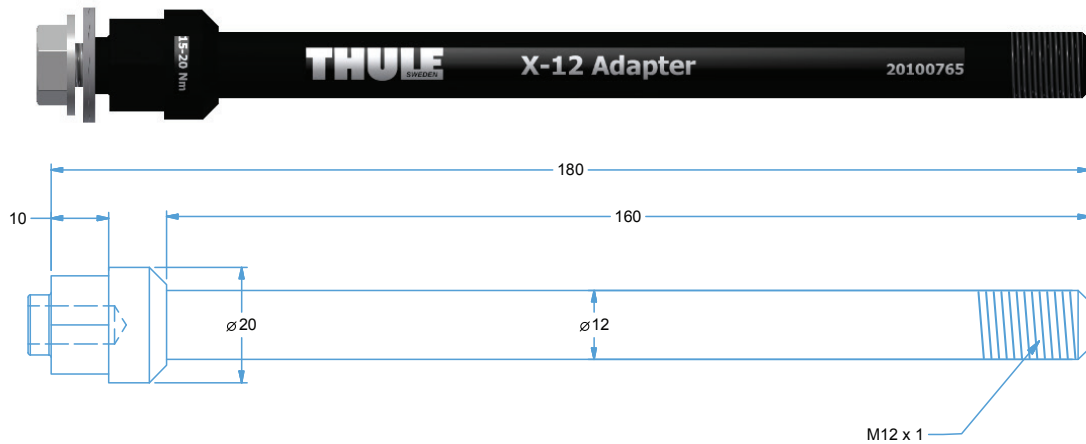 15-20 Nm
THULE
SWEDEN
X-12 Adapter
20100765
180
10
160
⌀20
⌀12
M12 x 1